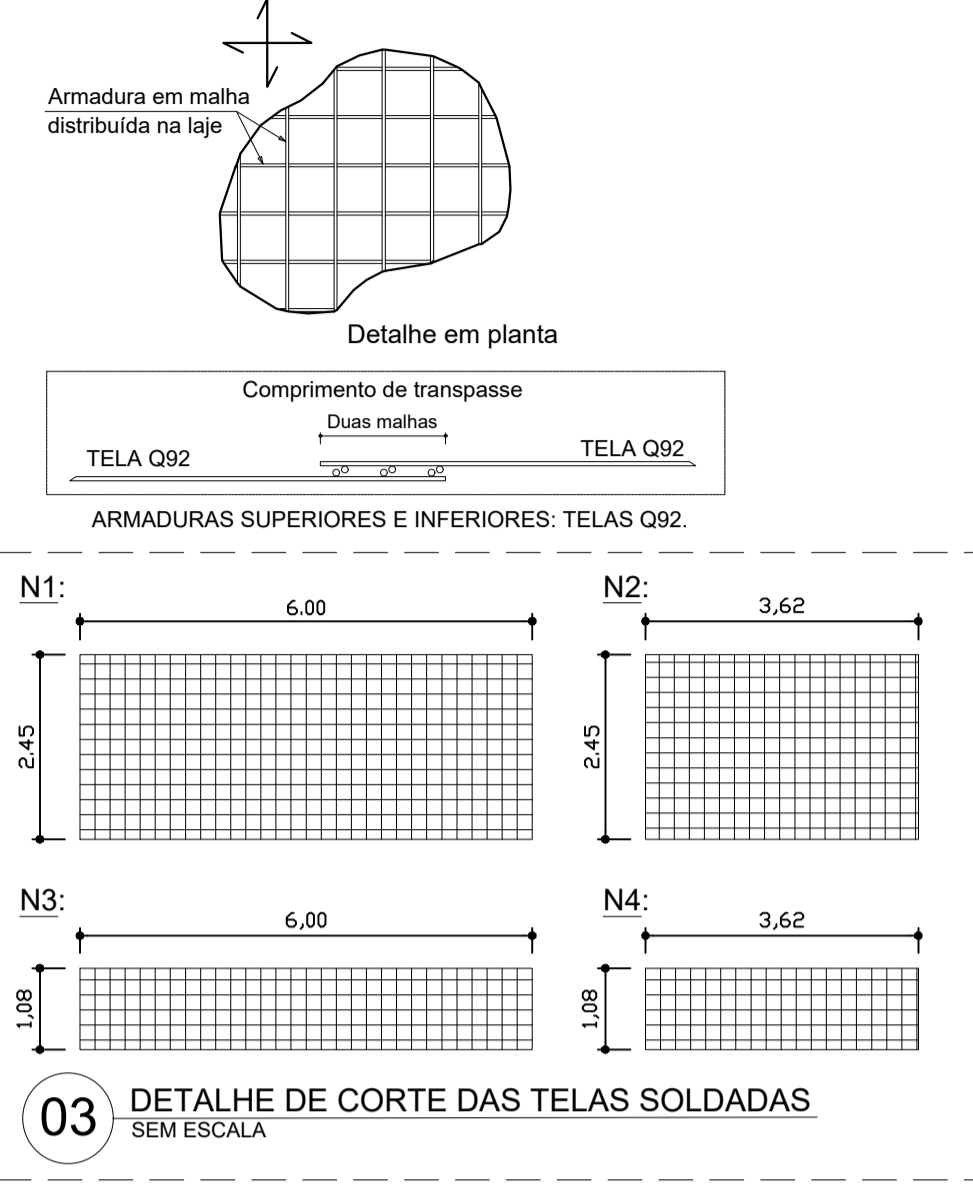 Armadura em malha
distribuída na laje
Detalhe em planta
Comprimento de transpasse
Duas malhas
TELA Q92
TELA Q92
ARMADURAS SUPERIORES E INFERIORES: TELAS Q92.
N1:
6.00
2.45
N2:
3,62
2.45
N3:
6,00
1,08
N4:
3,62
1,08
03
DETALHE DE CORTE DAS TELAS SOLDADAS
SEM ESCALA